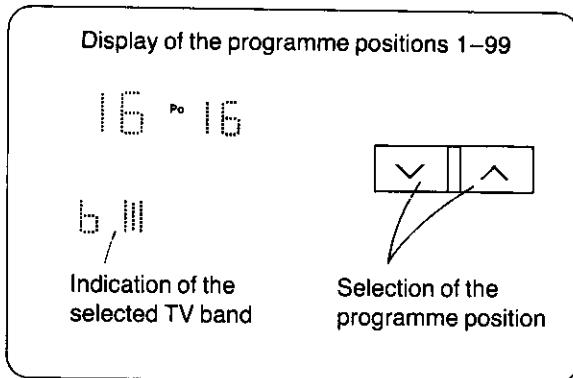 Display of the programme positions 1–99
16 Po 16
b III
Indication of the
selected TV band
Selection of the
programme position